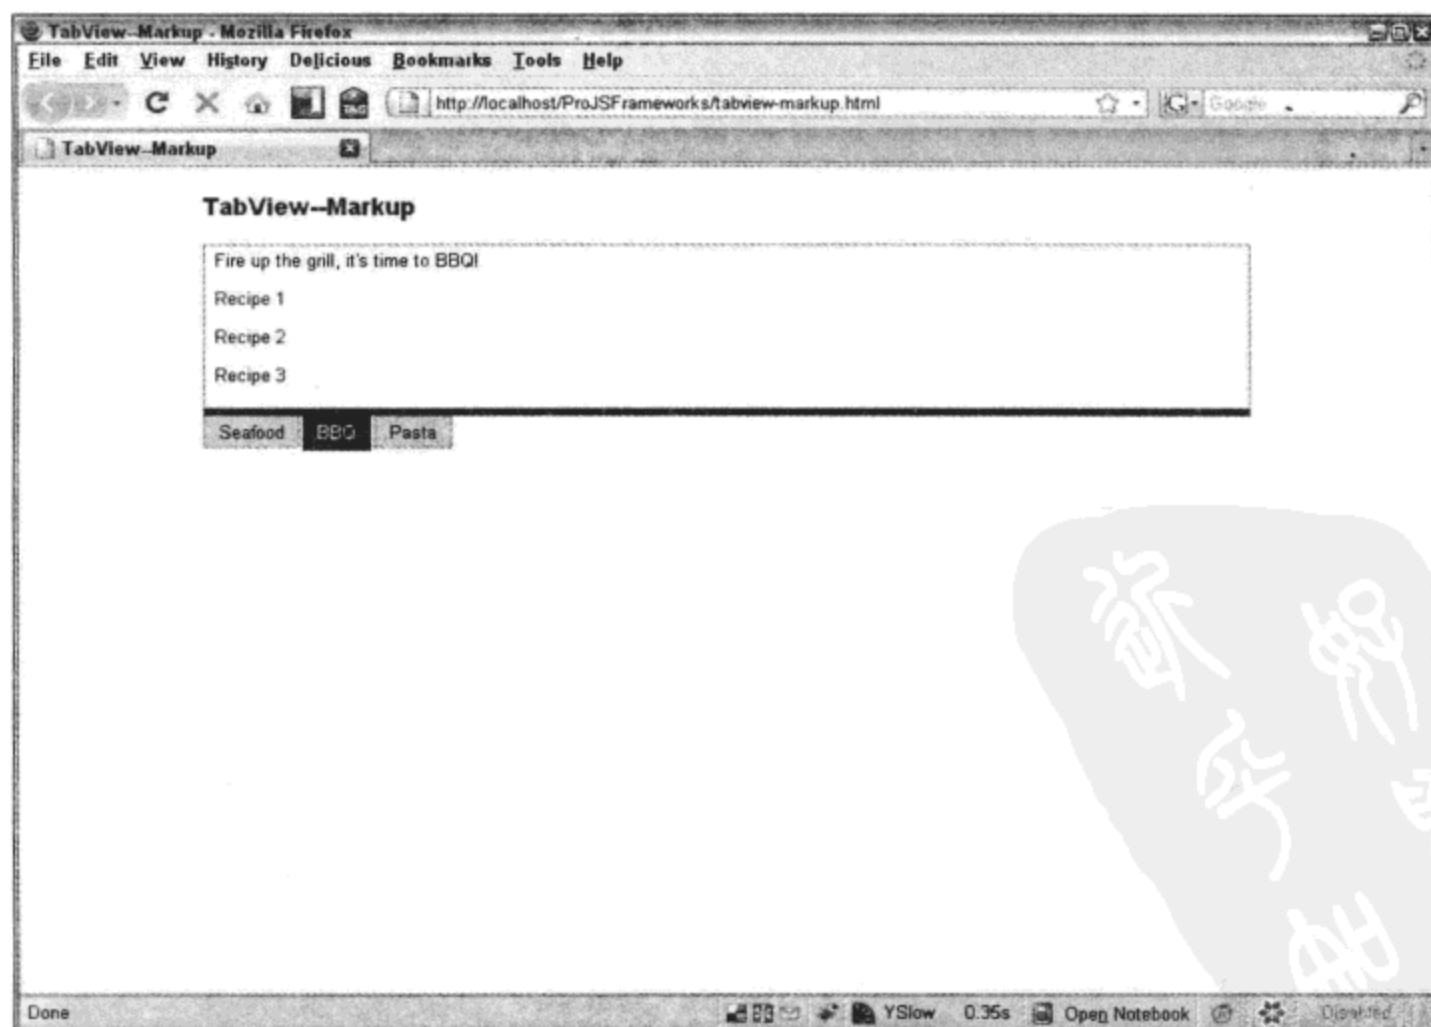 TabView--Markup - Mozilla Firefox
File Edit View History Delicious Bookmarks Tools Help
http://localhost/ProJSFrameworks/tabview-markup.html
Google
TabView--Markup
TabView--Markup
Fire up the grill, it's time to BBQ!
Recipe 1
Recipe 2
Recipe 3
Seafood BBQ Pasta
Done YSlow 0.35s Open Notebook Disabled